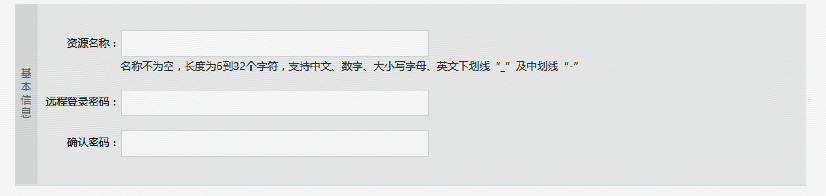 基本信息
资源名称：
名称不为空，长度为6到32个字符，支持中文、数字、大小写字母、英文下划线“_”及中划线“-”
远程登录密码：
确认密码：